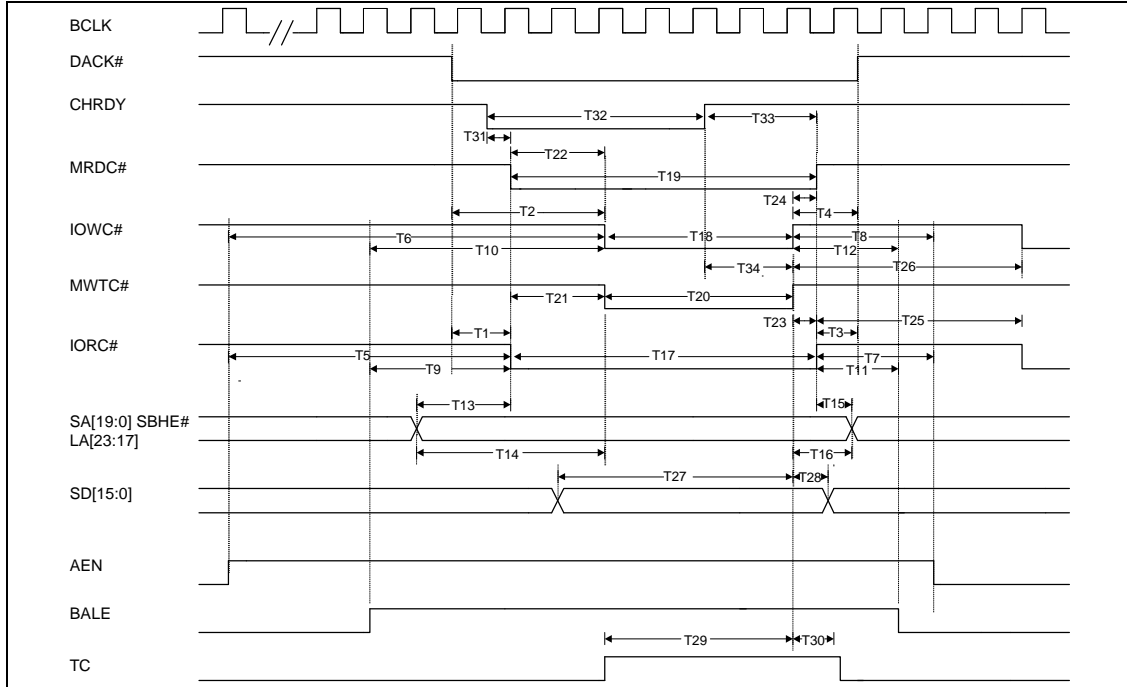 BCLK
DACK#
CHRDY
T32
T33
T31
T22
MRDC#
T19
T24
T2
T4
IOWC#
T6
T18
T8
T10
T12
T34
T26
MWTC#
T21
T20
T23
T25
T1
T3
IORC#
T5
T17
T7
T9
T11
T13
T15
SA[19:0] SBHE#
LA[23:17]
T14
T16
T27
T28
SD[15:0]
AEN
BALE
T29
T30
TC